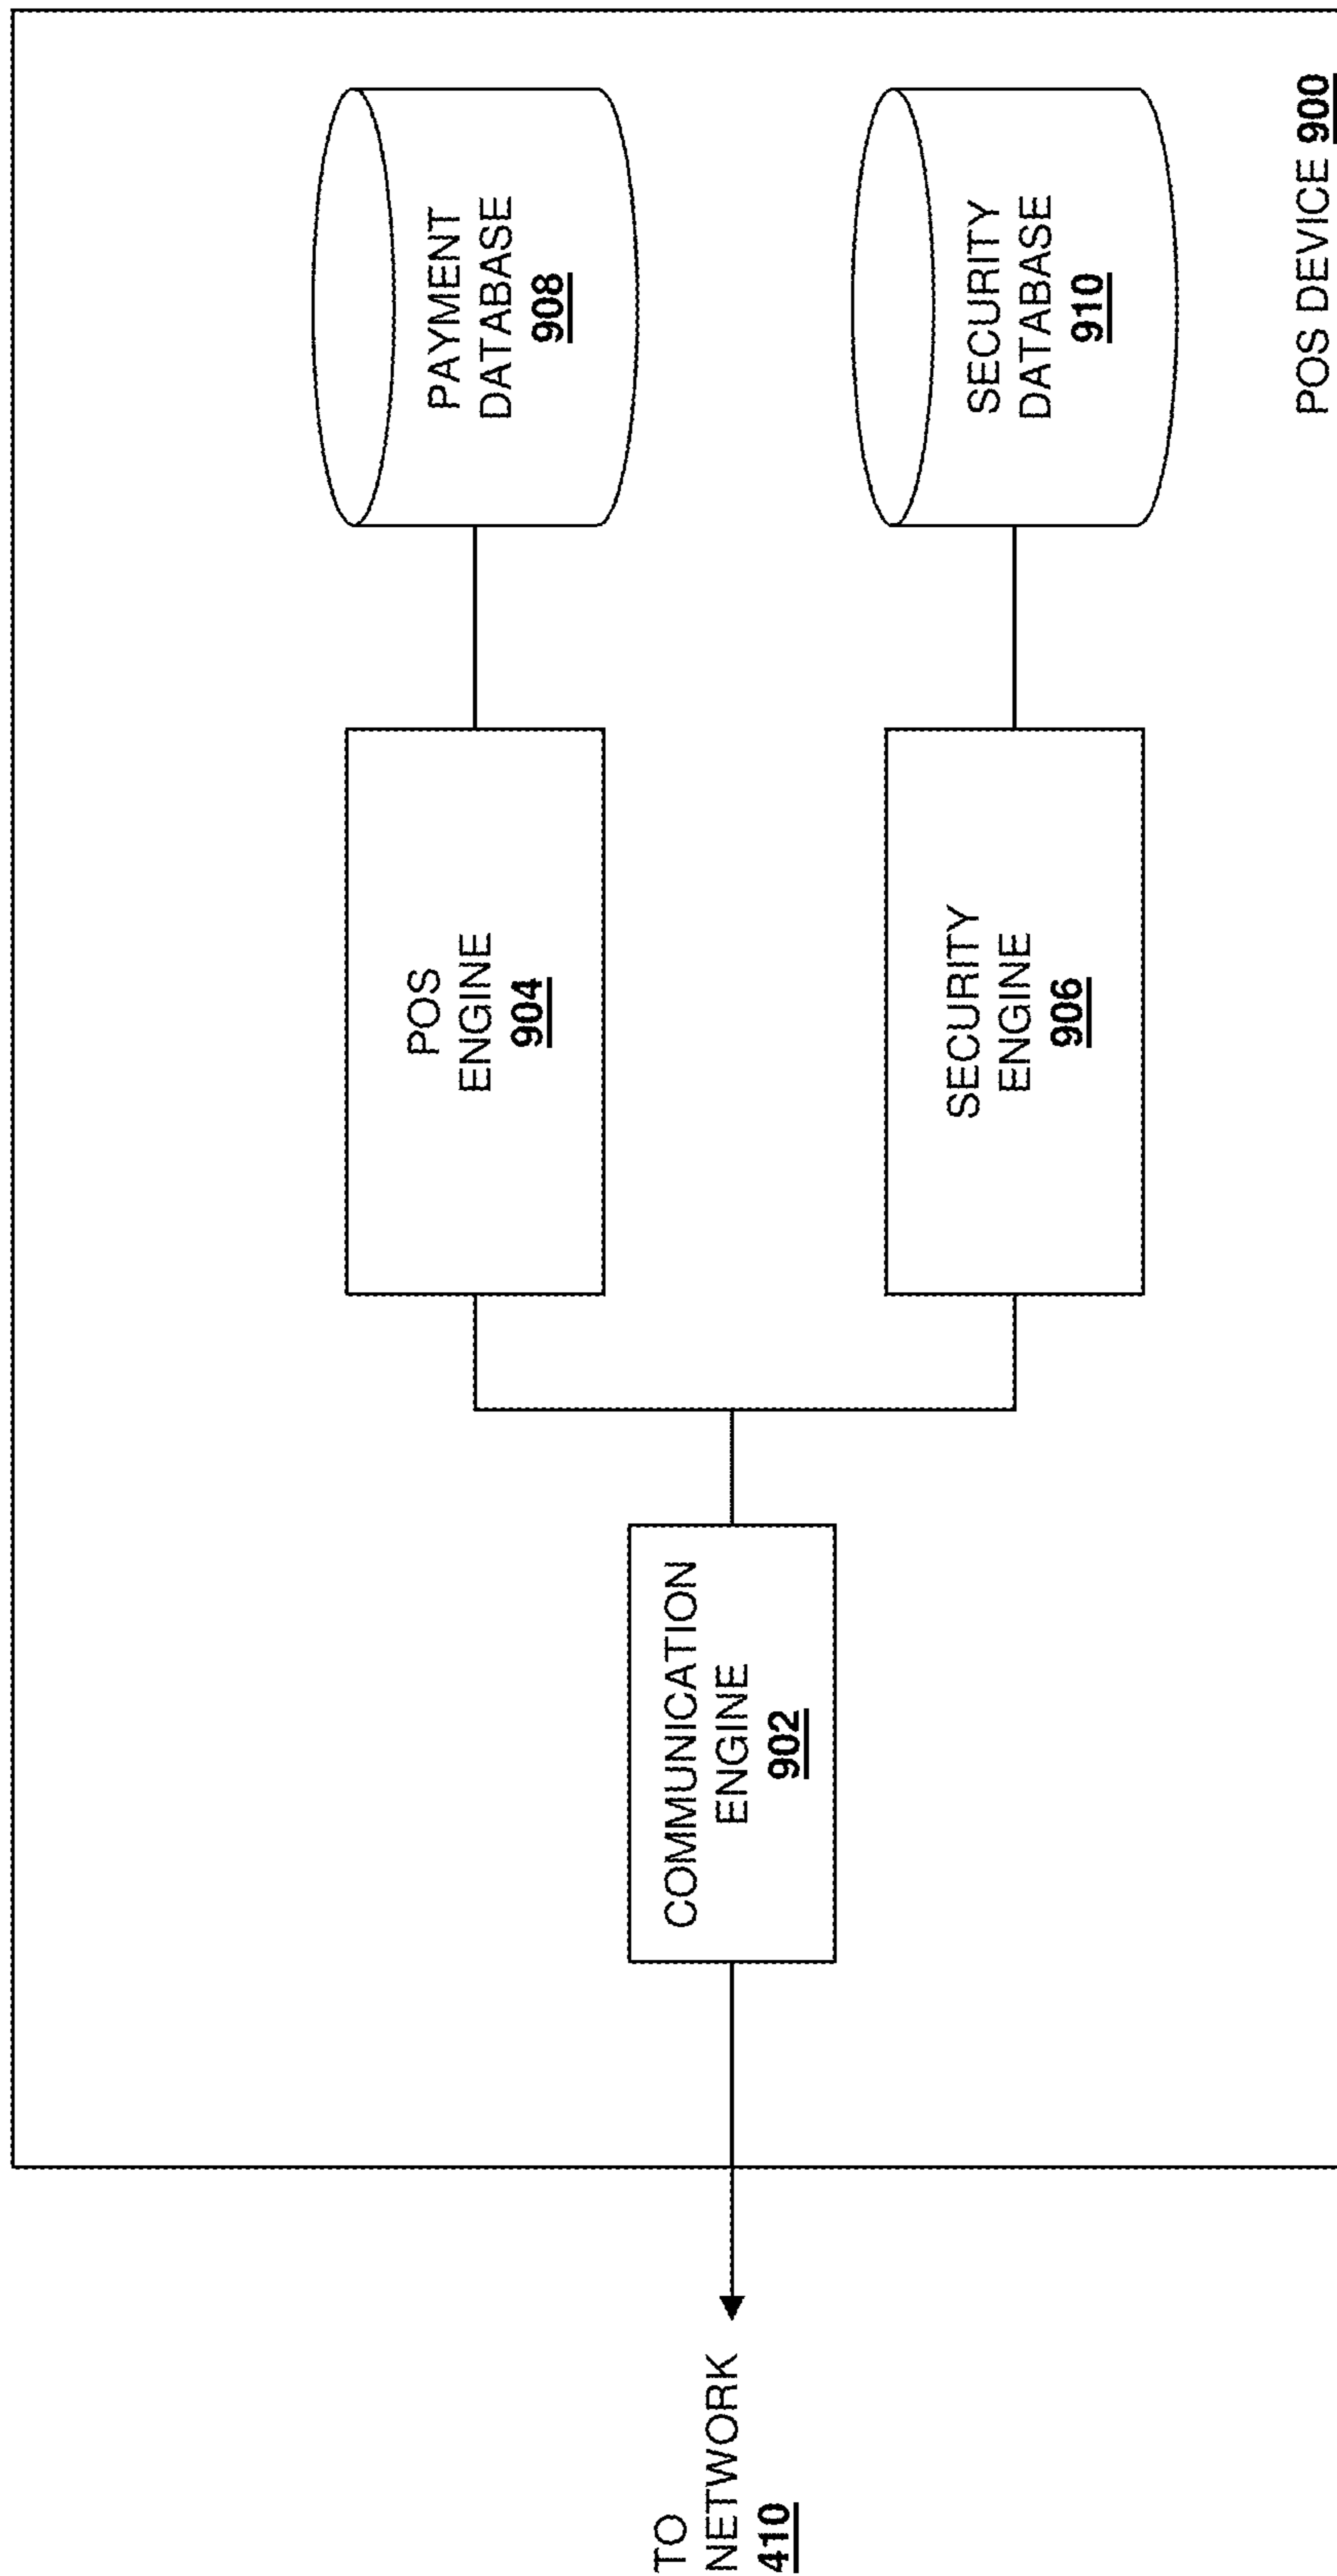 TO
NETWORK
410
COMMUNICATION
ENGINE
902
POS
ENGINE
904
PAYMENT
DATABASE
908
SECURITY
ENGINE
906
SECURITY
DATABASE
910
POS DEVICE 900